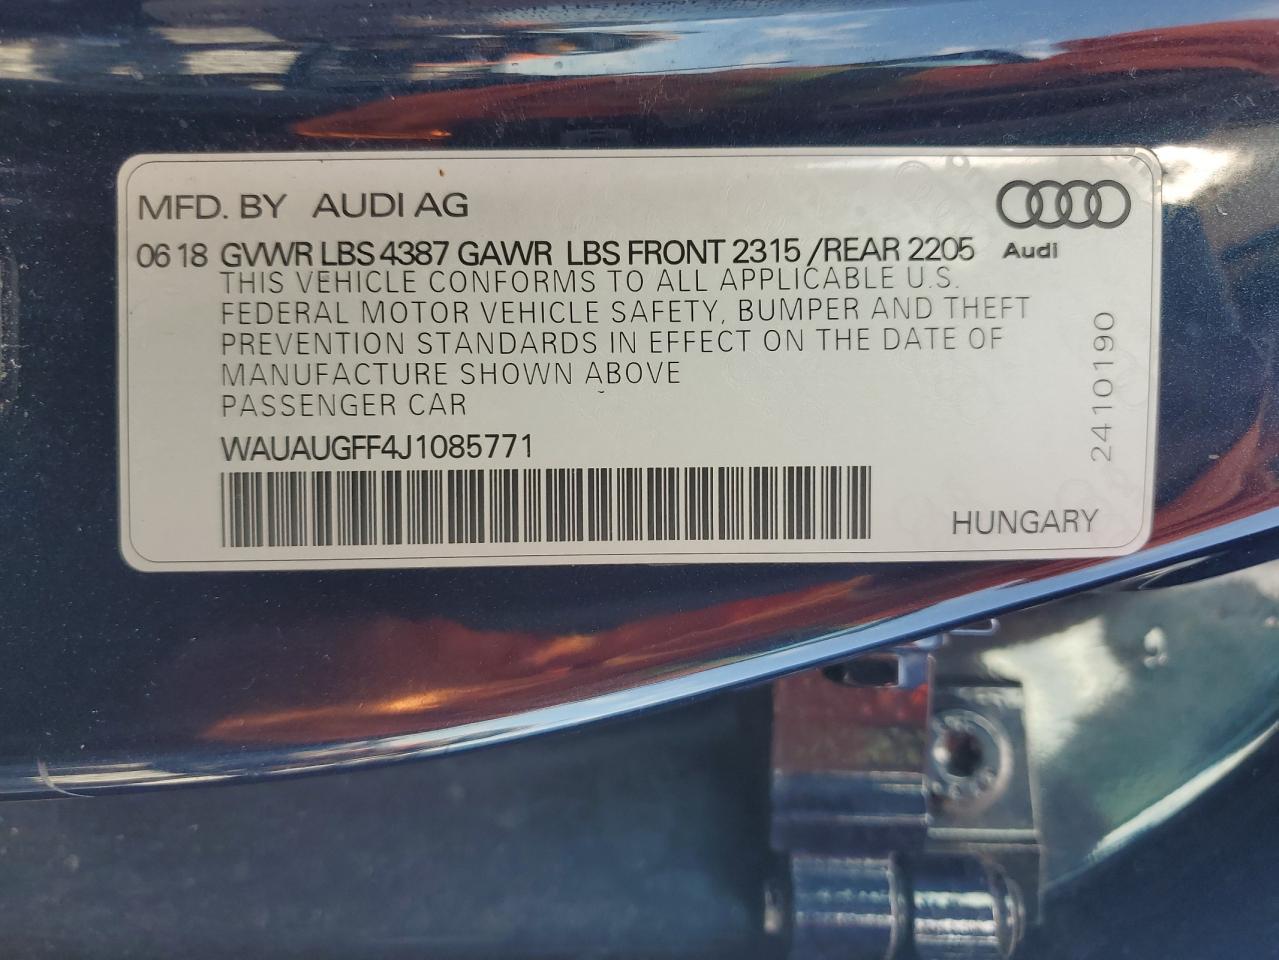 MFD. BY AUDI AG
06 18 GVWR LBS 4387 GAWR LBS FRONT 2315 /REAR 2205
Audi
THIS VEHICLE CONFORMS TO ALL APPLICABLE U.S.
FEDERAL MOTOR VEHICLE SAFETY, BUMPER AND THEFT
PREVENTION STANDARDS IN EFFECT ON THE DATE OF
MANUFACTURE SHOWN ABOVE
PASSENGER CAR
WAUAUGFF4J1085771
2410190
HUNGARY